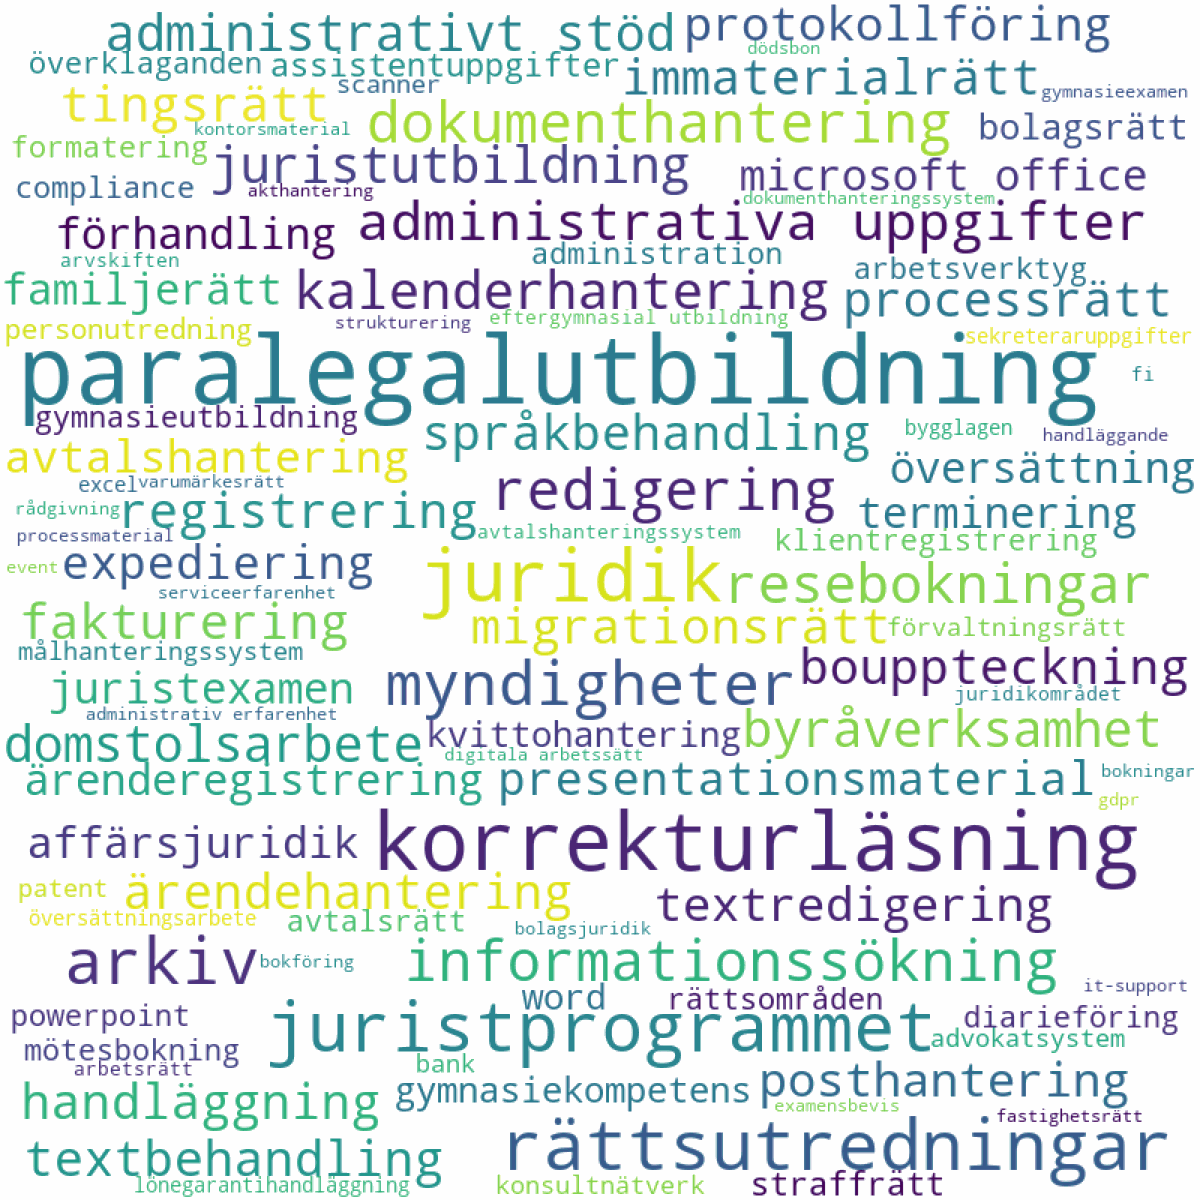 administrativt stöd
protokollföring
dödsbon
överklaganden
assistentuppgifter
scanner
immaterialrätt
gymnasieexamen
tingsrätt
kontorsmaterial
dokumenthantering
bolagsrätt
formatering
juristutbildning
microsoft office
compliance
akthantering
dokumenthanteringssystem
förhandling
administrativa uppgifter
arvskiften
administration
arbetsverktyg
familjerätt
kalenderhantering
processrätt
personutredning
strukturering
eftergymnasial utbildning
sekreteraruppgifter
paralegalutbildning
fi
gymnasieutbildning
språkbehandling
bygglagen
handläggande
avtalshantering
översättning
excel
varumärkesrätt
redigering
rådgivning
registrering
terminering
processmaterial
avtalshanteringssystem
klientregistrering
event
expediering
juridik
resebokningar
serviceerfarenhet
fakturering
migrationsrätt
förvaltningsrätt
målhanteringssystem
bouppteckning
juristexamen
myndigheter
juridikområdet
administrativ erfarenhet
domstolsarbete
kvittohantering
byråverksamhet
digitala arbetssätt
ärenderegistrering
presentationsmaterial
bokningar
gdpr
affärsjuridik
korrekturläsning
patent
ärendehantering
textredigering
översättningsarbete
avtalsrätt
bolagsjuridik
arkiv
bokföring
informationssökning
it-support
word
rättsområden
powerpoint
juristprogrammet
diarieföring
mötesbokning
advokatsystem
arbetsrätt
bank
handläggning
gymnasiekompetens
posthantering
examensbevis
fastighetsrätt
textbehandling
rättsutredningar
lönegarantihandläggning
konsultnätverk
straffrätt